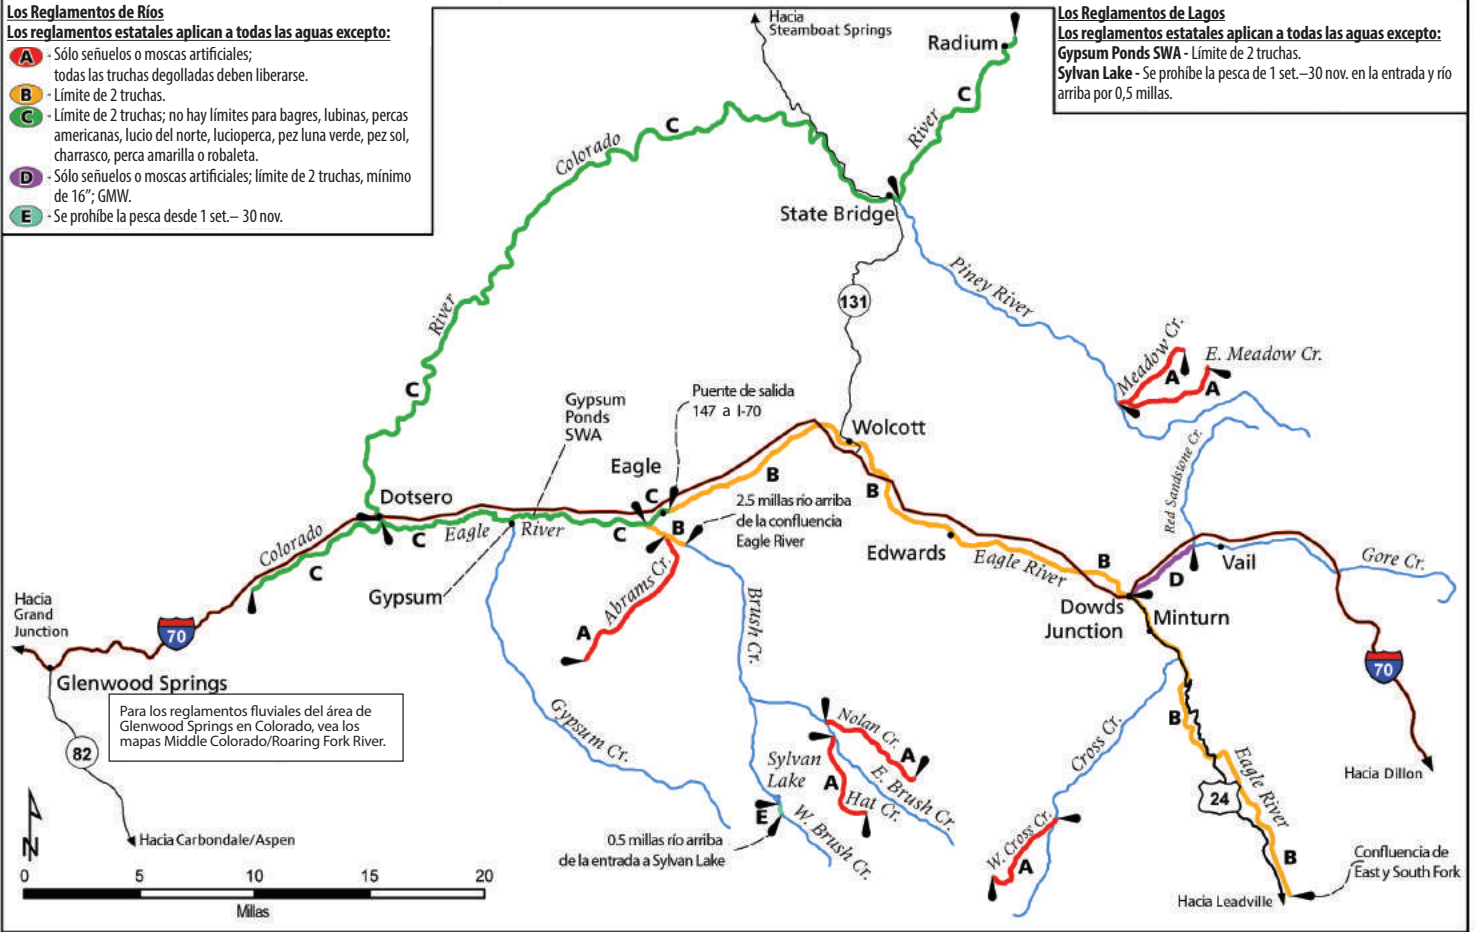 Los Reglamentos de Ríos
Los reglamentos estatales aplican a todas las aguas excepto:
A - Sólo señuelos o moscas artificiales;
todas las truchas degolladas deben liberarse.
B - Límite de 2 truchas.
C - Límite de 2 truchas; no hay límites para bagres, lubinas, percas
americanas, lucio del norte, lucioperca, pez luna verde, pez sol,
charrasco, perca amarilla o robaleta.
D - Sólo señuelos o moscas artificiales; límite de 2 truchas, mínimo
de 16”; GMW.
E - Se prohíbe la pesca desde 1 set.– 30 nov.
Los Reglamentos de Lagos
Los reglamentos estatales aplican a todas las aguas excepto:
Gypsum Ponds SWA - Límite de 2 truchas.
Sylvan Lake - Se prohíbe la pesca de 1 set.–30 nov. en la entrada y río
arriba por 0,5 millas.
Hacia
Steamboat Springs
Radium
C
River
C
Colorado
State Bridge
Piney River
131
River
C
Meadow Cr.
A
E. Meadow Cr.
A
Gypsum
Ponds
SWA
Puente de salida
147 a I-70
Wolcott
Red Sandstone Cr.
Eagle
C
B
B
Dotsero
2.5 millas río arriba
de la confluencia
Eagle River
Colorado
C
C
Eagle
River
C
B
Edwards
Eagle River
B
D
Vail
Gore Cr.
Gypsum
Abrams Cr.
A
Brush Cr.
Dowds
Junction
Minturn
Hacia
Grand
Junction
70
70
Glenwood Springs
Para los reglamentos fluviales del área de
Glenwood Springs en Colorado, vea los
mapas Middle Colorado/Roaring Fork River.
82
Gypsum Cr.
Nolan Cr.
A
Sylvan
Lake
A
Hat Cr.
E. Brush Cr.
E
W. Brush Cr.
0.5 millas río arriba
de la entrada a Sylvan Lake
Cross Cr.
W. Cross Cr.
A
B
Eagle River
24
B
Hacia Dillon
Confluencia de
East y South Fork
Hacia Leadville
Hacia Carbondale/Aspen
N
0 5 10 15 20
Millas